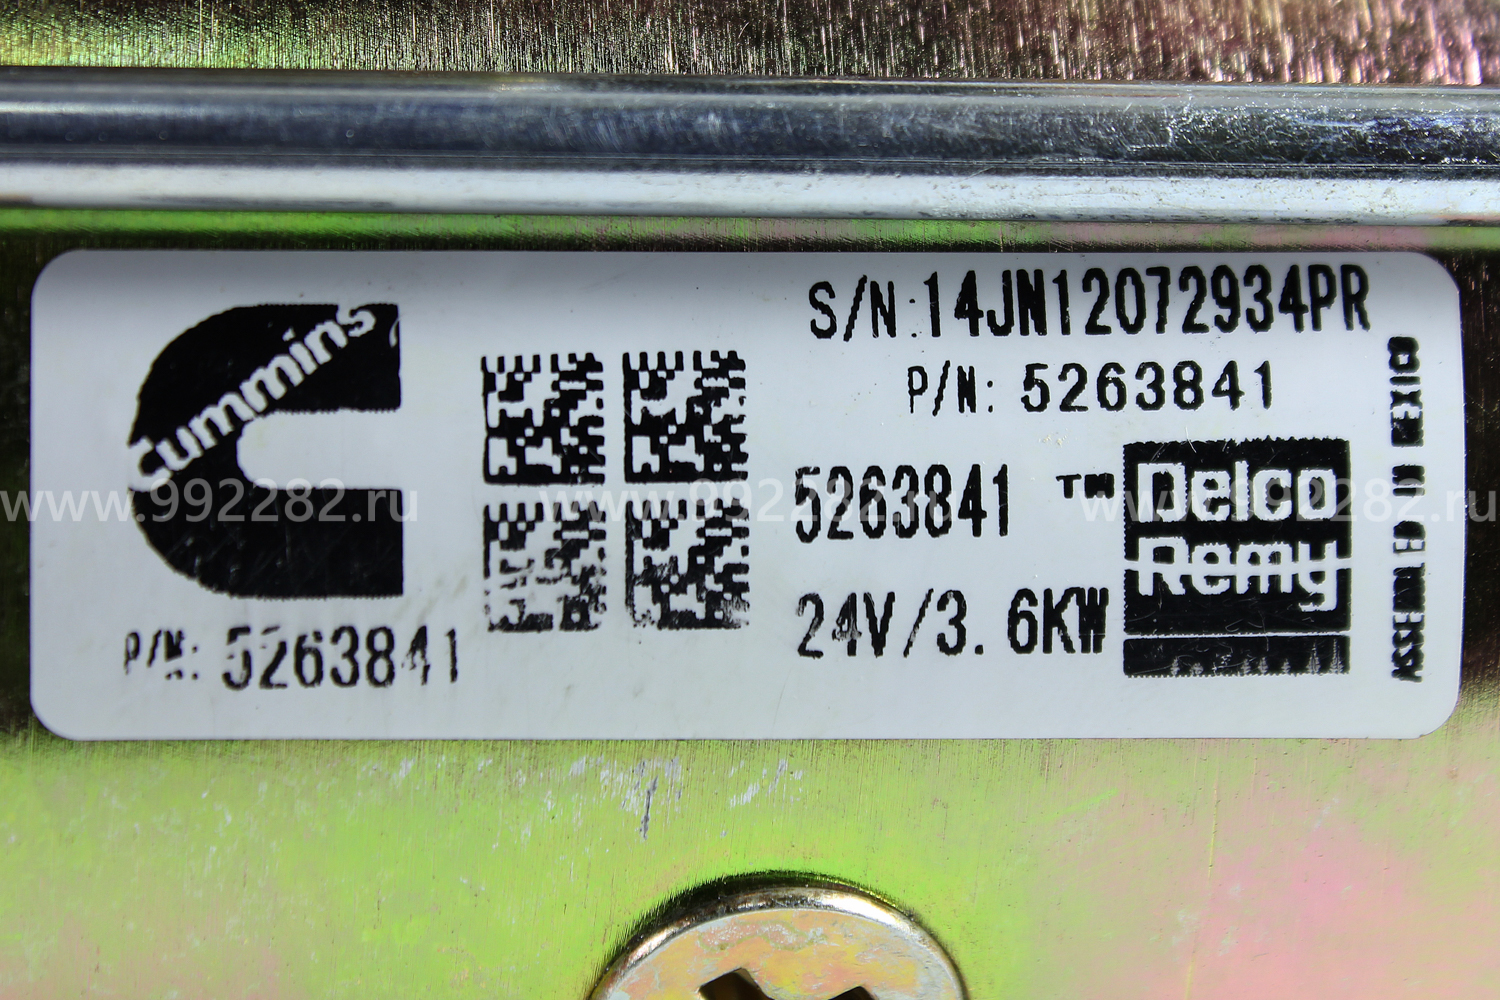 Cummins
P/N: 5263841
S/N:14JN12072934PR
P/N: 5263841
5263841
24V/3.6KW
™ Delco
Remy
ASSEMBLED IN MEXICO
www.992282.ru www.992282.ru www.992282.ru